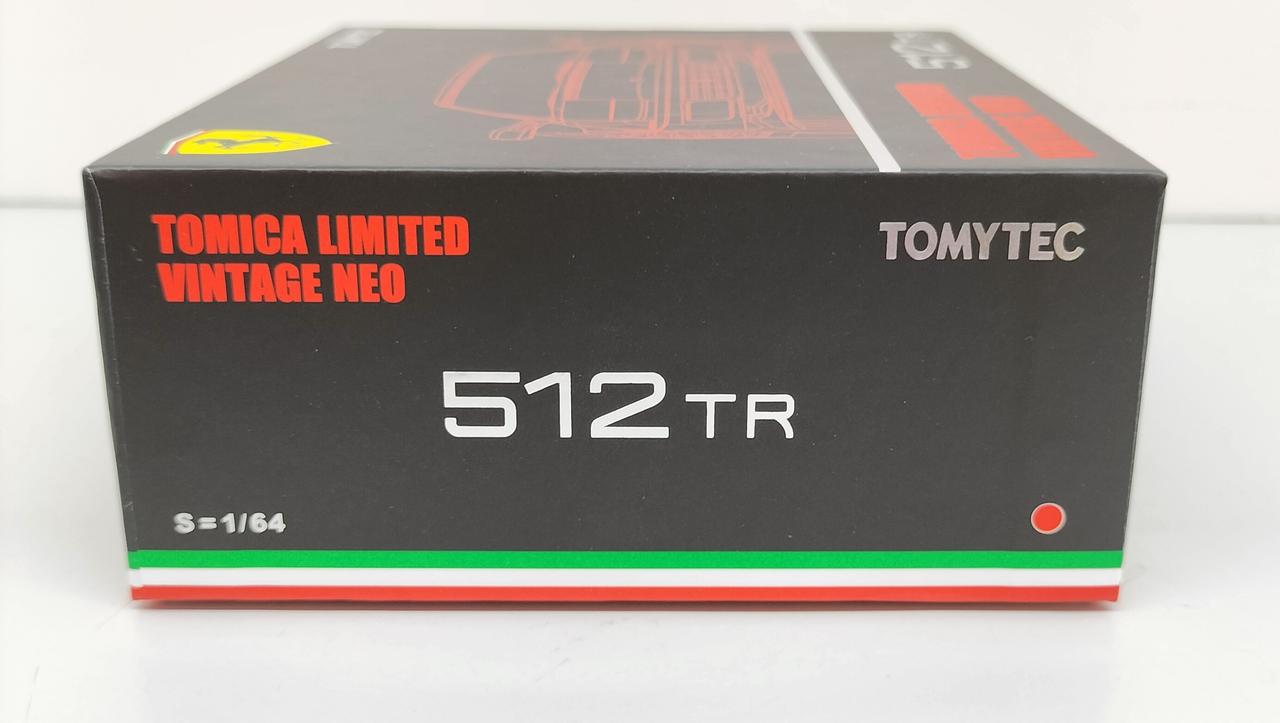 TOMICA LIMITED
VINTAGE NEO
TOMYTEC
512 TR
S=1/64